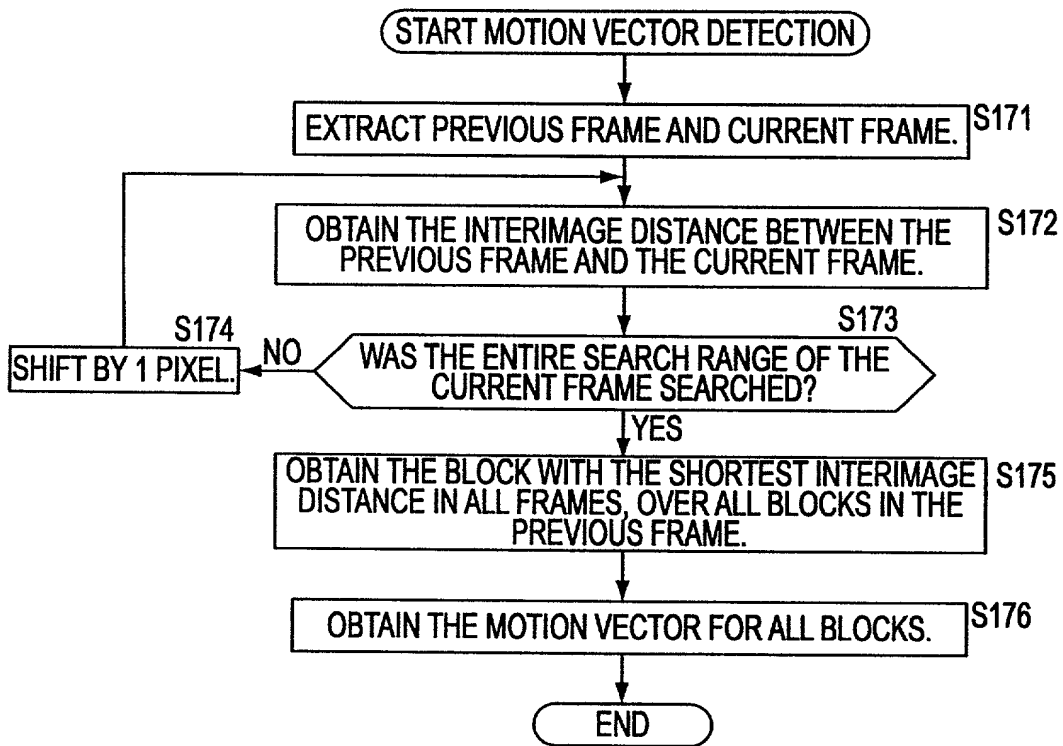 START MOTION VECTOR DETECTION
EXTRACT PREVIOUS FRAME AND CURRENT FRAME.
S171
OBTAIN THE INTERIMAGE DISTANCE BETWEEN THE
PREVIOUS FRAME AND THE CURRENT FRAME.
S172
S173
WAS THE ENTIRE SEARCH RANGE OF THE
CURRENT FRAME SEARCHED?
NO
S174
SHIFT BY 1 PIXEL.
YES
OBTAIN THE BLOCK WITH THE SHORTEST INTERIMAGE
DISTANCE IN ALL FRAMES, OVER ALL BLOCKS IN THE
PREVIOUS FRAME.
S175
OBTAIN THE MOTION VECTOR FOR ALL BLOCKS.
S176
END